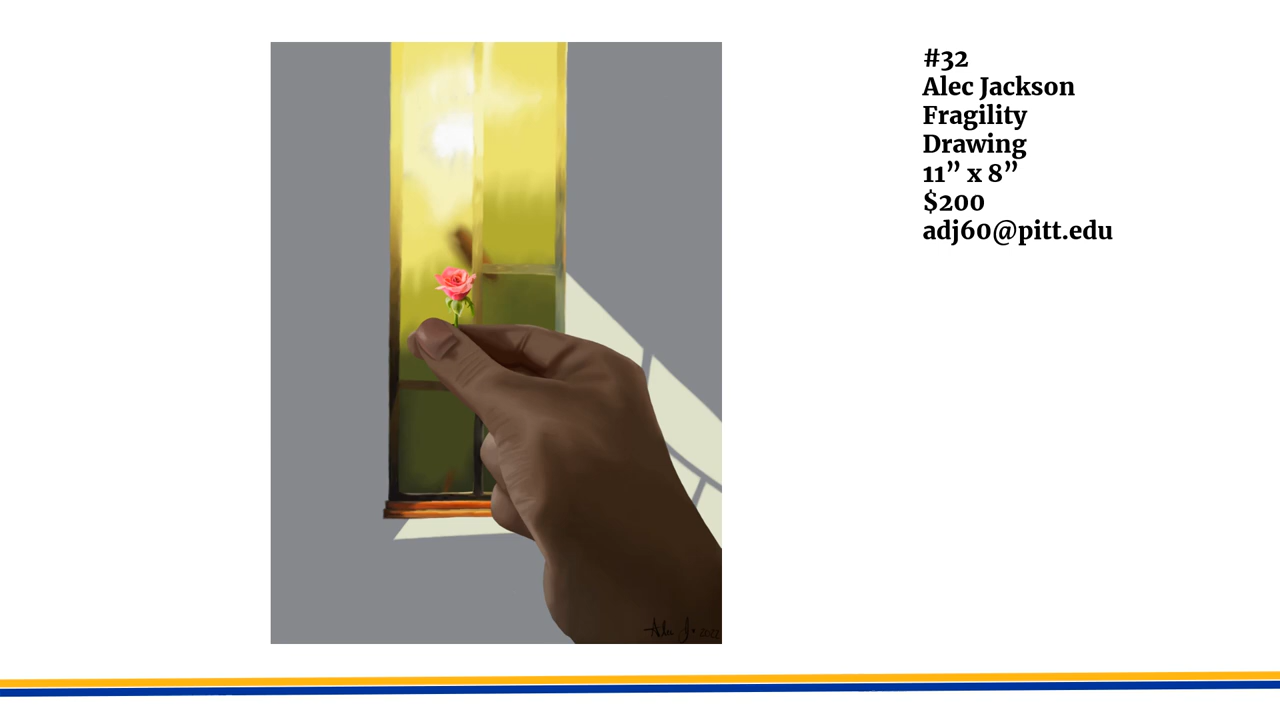 #32
Alec Jackson
Fragility
Drawing
11” x 8”
$200
adj60@pitt.edu